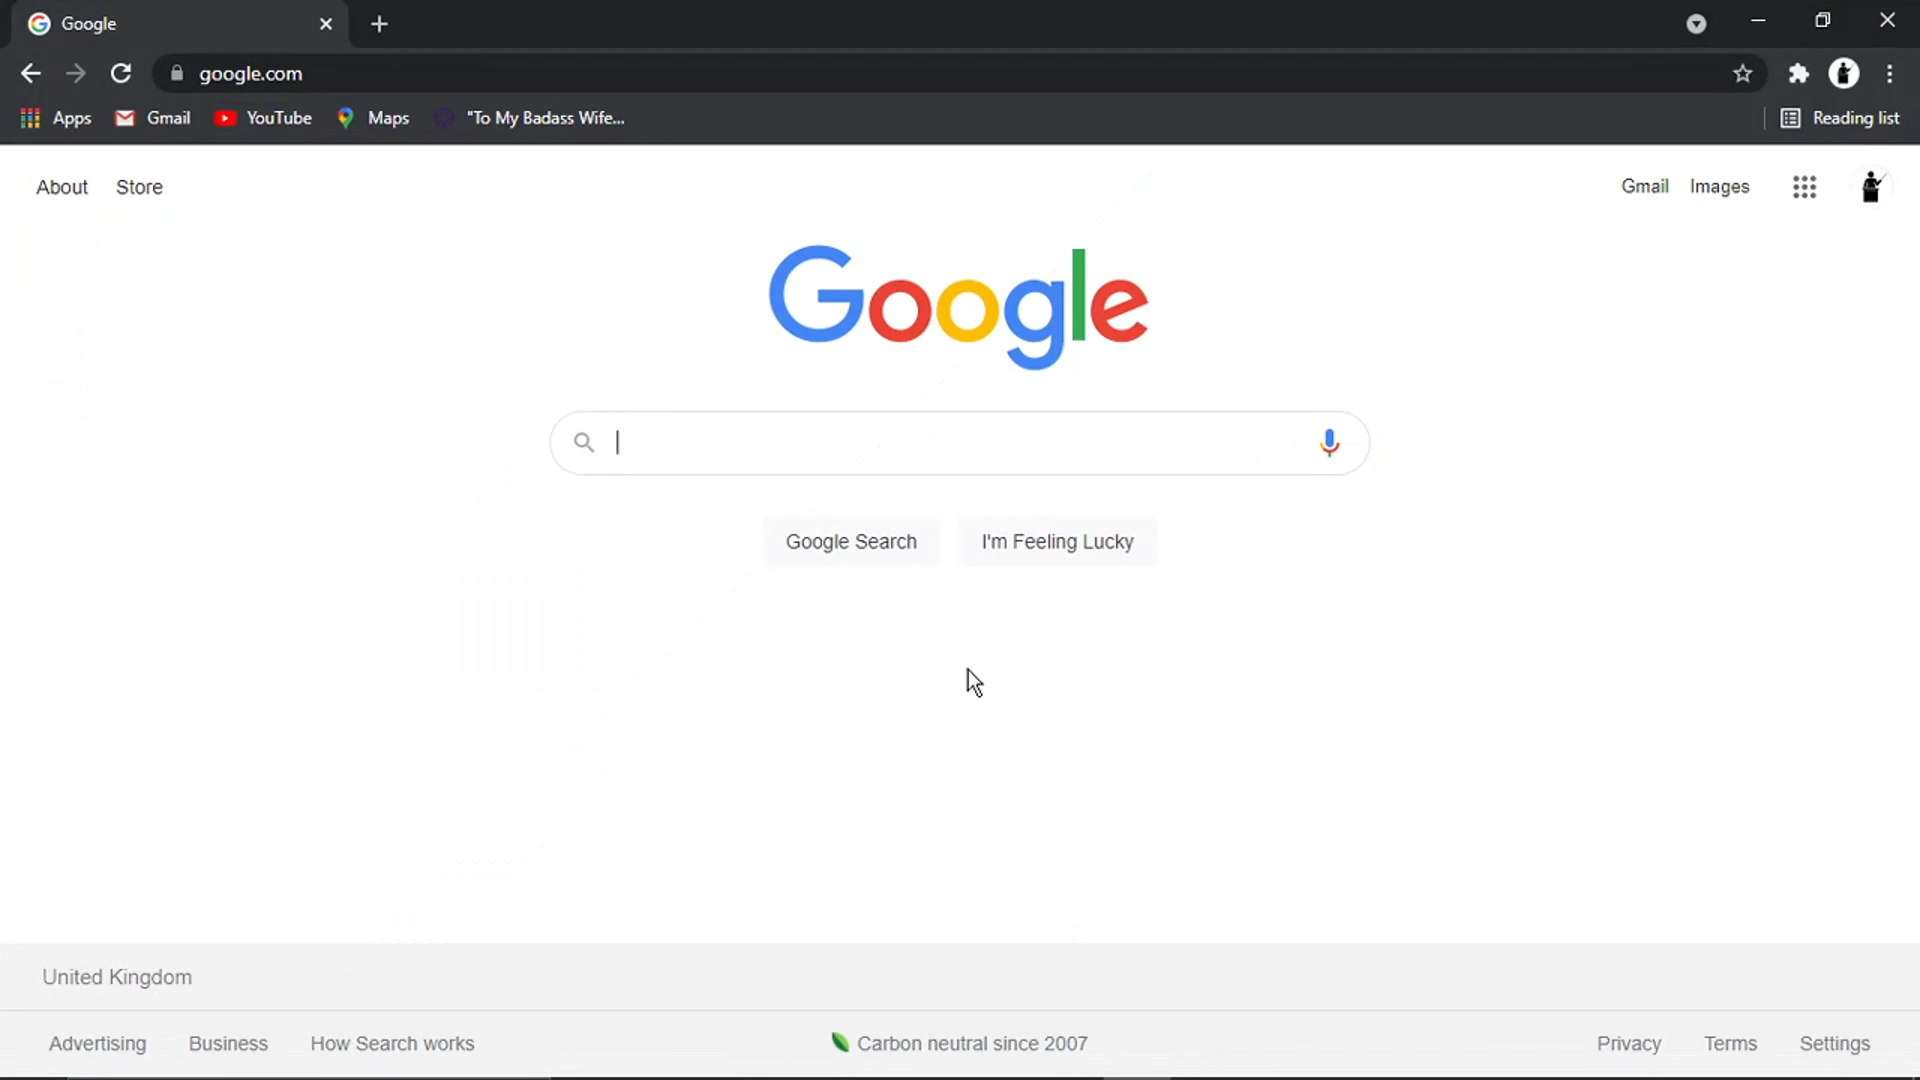 Google
google.com
Apps Gmail YouTube Maps "To My Badass Wife... Reading list
About Store Gmail Images
Google
Google Search I'm Feeling Lucky
United Kingdom
Advertising Business How Search works Carbon neutral since 2007 Privacy Terms Settings